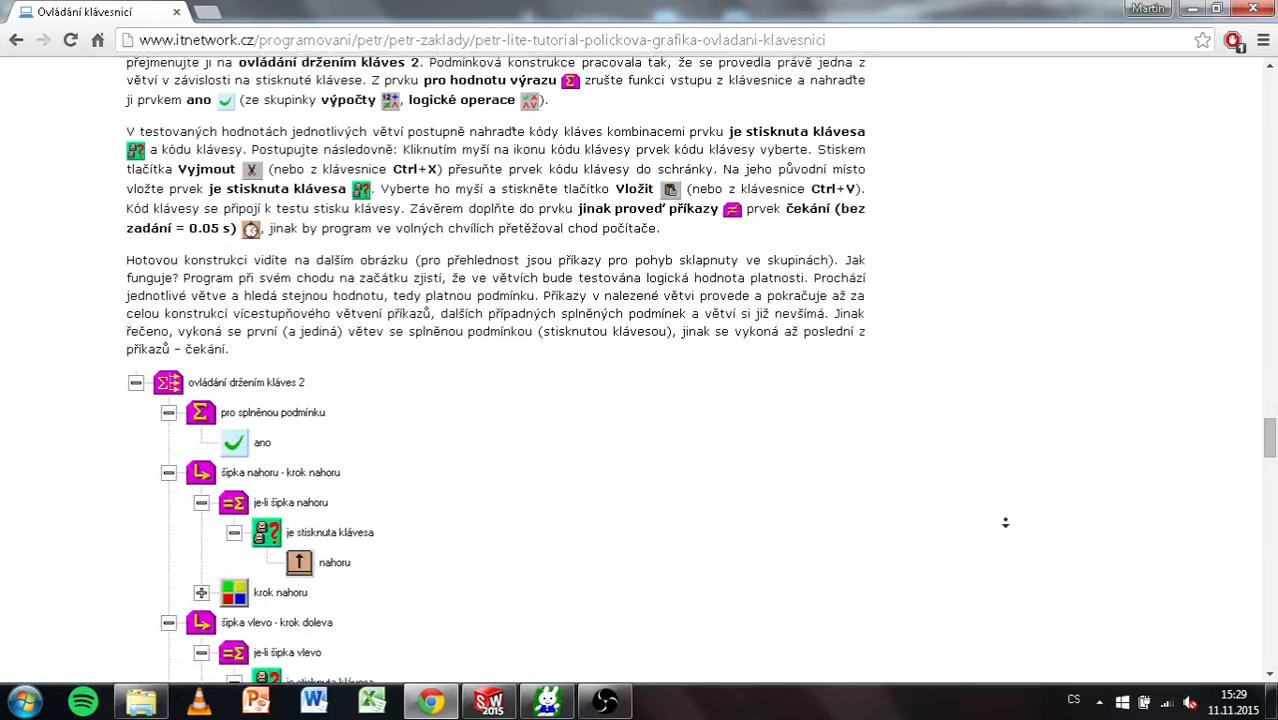 Ovládání klávesnicí
Martin
www.itnetwork.cz/programovani/petr/petr-zaklady/petr-lite-tutorial-polickova-grafika-ovladani-klavesnici
1
přejmenujte ji na ovládání držením kláves 2. Podmínková konstrukce pracovala tak, že se provedla právě jedna z
větví v závislosti na stisknuté klávese. Z prvku pro hodnotu výrazu Σ zrušte funkci vstupu z klávesnice a nahraďte
ji prvkem ano (ze skupinky výpočty, logické operace).
V testovaných hodnotách jednotlivých větví postupně nahraďte kódy kláves kombinacemi prvku je stisknuta klávesa
a kódu klávesy. Postupujte následovně: Kliknutím myší na ikonu kódu klávesy prvek kódu klávesy vyberte. Stiskem
tlačítka Vyjmout (nebo z klávesnice Ctrl+X) přesuňte prvek kódu klávesy do schránky. Na jeho původní místo
vložte prvek je stisknuta klávesa. Vyberte ho myší a stiskněte tlačítko Vložit (nebo z klávesnice Ctrl+V).
Kód klávesy se připojí k testu stisku klávesy. Závěrem doplňte do prvku jinak proveď příkazy ≠ prvek čekání (bez
zadání = 0.05 s), jinak by program ve volných chvílích přetěžoval chod počítače.
Hotovou konstrukci vidíte na dalším obrázku (pro přehlednost jsou příkazy pro pohyb sklapnuty ve skupinách). Jak
funguje? Program při svém chodu na začátku zjistí, že ve větvích bude testována logická hodnota platnosti. Prochází
jednotlivé větve a hledá stejnou hodnotu, tedy platnou podmínku. Příkazy v nalezené větvi provede a pokračuje až za
celou konstrukcí vícestupňového větvení příkazů, dalších případných splněných podmínek a větví si již nevšímá. Jinak
řečeno, vykoná se první (a jediná) větev se splněnou podmínkou (stisknutou klávesou), jinak se vykoná až poslední z
příkazů – čekání.
Σ ovládání držením kláves 2
Σ pro splněnou podmínku
ano
šipka nahoru - krok nahoru
=Σ je-li šipka nahoru
? je stisknuta klávesa
↑ nahoru
krok nahoru
šipka vlevo - krok doleva
=Σ je-li šipka vlevo
je stisknuta klávesa
SW 2015
CS
15:29
11.11.2015